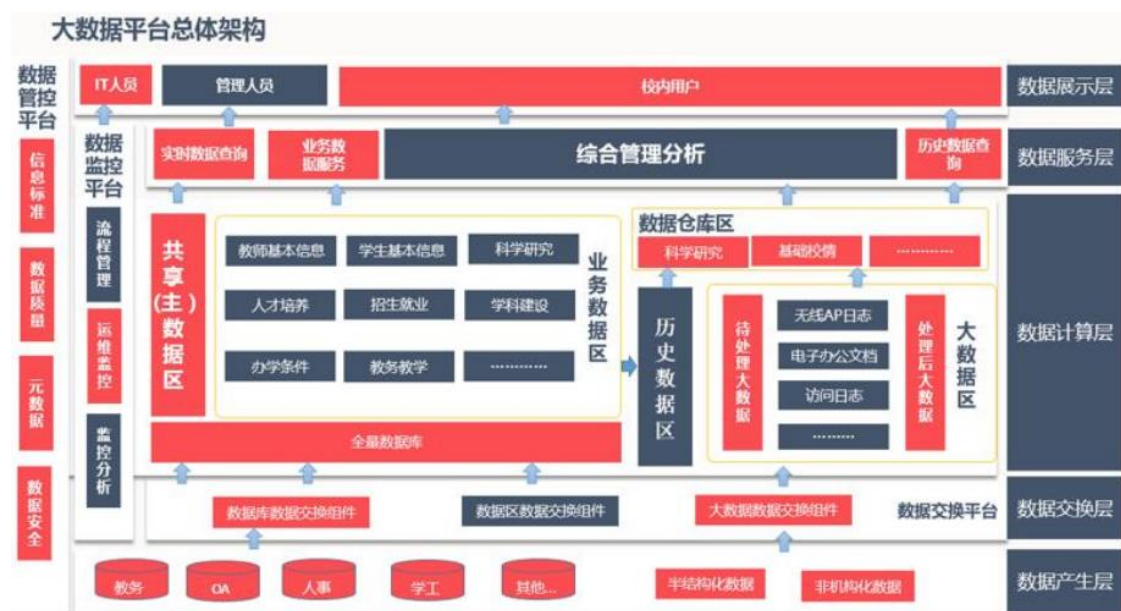 大数据平台总体架构
数据
管控
平台
信息标准
数据质量
元数据
数据安全
IT人员
管理人员
校内用户
数据展示层
数据
监控
平台
流程管理
运维监控
监控分析
实时数据查询
业务数
据服务
综合管理分析
历史数据查
询
数据服务层
共享(主)数据区
教师基本信息
学生基本信息
科学研究
人才培养
招生就业
学科建设
办学条件
教务教学
…………
业务数据区
全量数据库
历史数据区
数据仓库区
科学研究
基础校情
…………
待处理大数据
无线AP日志
电子办公文档
访问日志
………
处理后大数据
大数据区
数据计算层
数据库数据交换组件
数据区数据交换组件
大数据数据交换组件
数据交换平台
数据交换层
教务
OA
人事
学工
其他...
半结构化数据
非机构化数据
数据产生层